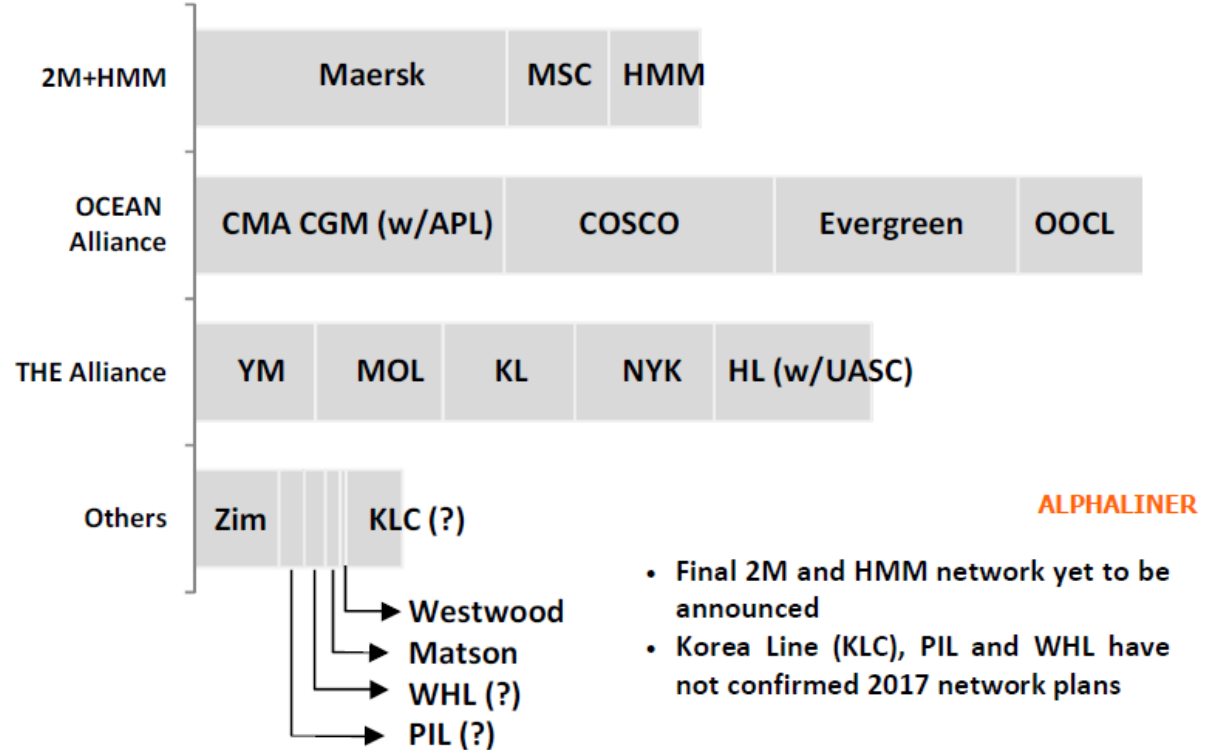 2M+HMM
Maersk
MSC
HMM
OCEAN
Alliance
CMA CGM (w/APL)
COSCO
Evergreen
OOCL
THE Alliance
YM
MOL
KL
NYK
HL (w/UASC)
Others
Zim
KLC (?)
Westwood
Matson
WHL (?)
PIL (?)
ALPHALINER
• Final 2M and HMM network yet to be
announced
• Korea Line (KLC), PIL and WHL have
not confirmed 2017 network plans